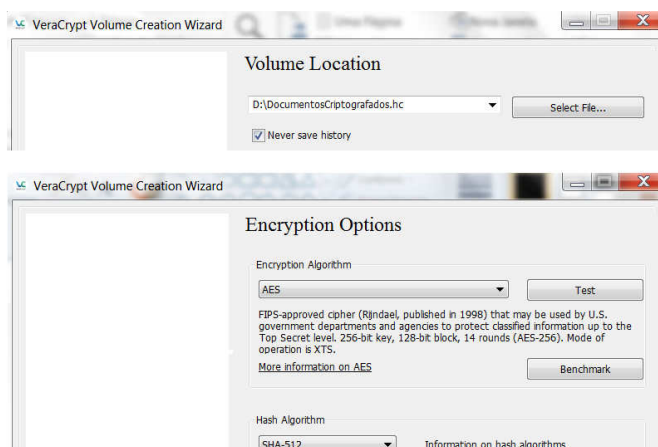 VeraCrypt Volume Creation Wizard
Volume Location
D:\DocumentosCriptografados.hc
Select File...
Never save history
VeraCrypt Volume Creation Wizard
Encryption Options
Encryption Algorithm
AES
Test
FIPS-approved cipher (Rijndael, published in 1998) that may be used by U.S.
government departments and agencies to protect classified information up to the
Top Secret level. 256-bit key, 128-bit block, 14 rounds (AES-256). Mode of
operation is XTS.
More information on AES
Benchmark
Hash Algorithm
SHA-512
Information on hash algorithms